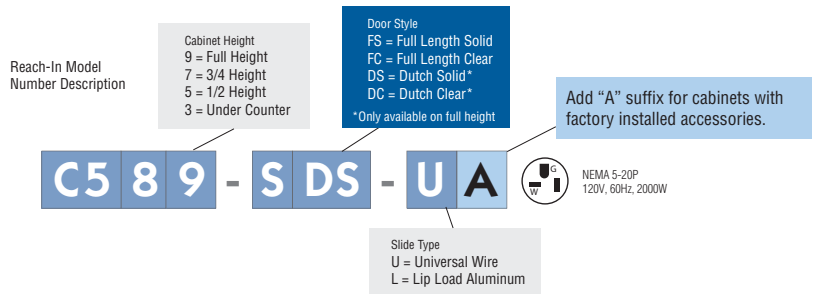 Reach-In Model
Number Description
Cabinet Height
9 = Full Height
7 = 3/4 Height
5 = 1/2 Height
3 = Under Counter
Door Style
FS = Full Length Solid
FC = Full Length Clear
DS = Dutch Solid*
DC = Dutch Clear*
*Only available on full height
Add “A” suffix for cabinets with
factory installed accessories.
C5 8 9 - S DS - U A
G
W
NEMA 5-20P
120V, 60Hz, 2000W
Slide Type
U = Universal Wire
L = Lip Load Aluminum